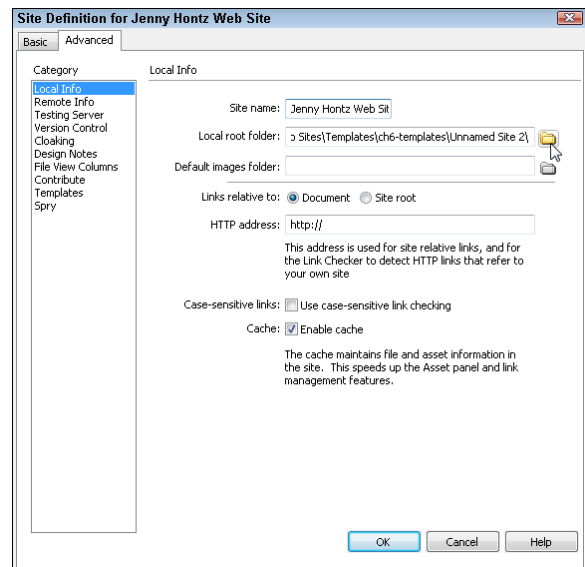 Site Definition for Jenny Hontz Web Site
Basic
Advanced
Category
Local Info
Local Info
Remote Info
Testing Server
Version Control
Cloaking
Design Notes
File View Columns
Contribute
Templates
Spry
Site name: Jenny Hontz Web Sit
Local root folder: Sites\Templates\ch6-templates\Unnamed Site 2\
Default images folder:
Links relative to: Document Site root
HTTP address: http://
This address is used for site relative links, and for
the Link Checker to detect HTTP links that refer to
your own site
Case-sensitive links: Use case-sensitive link checking
Cache: Enable cache
The cache maintains file and asset information in
the site. This speeds up the Asset panel and link
management features.
OK Cancel Help